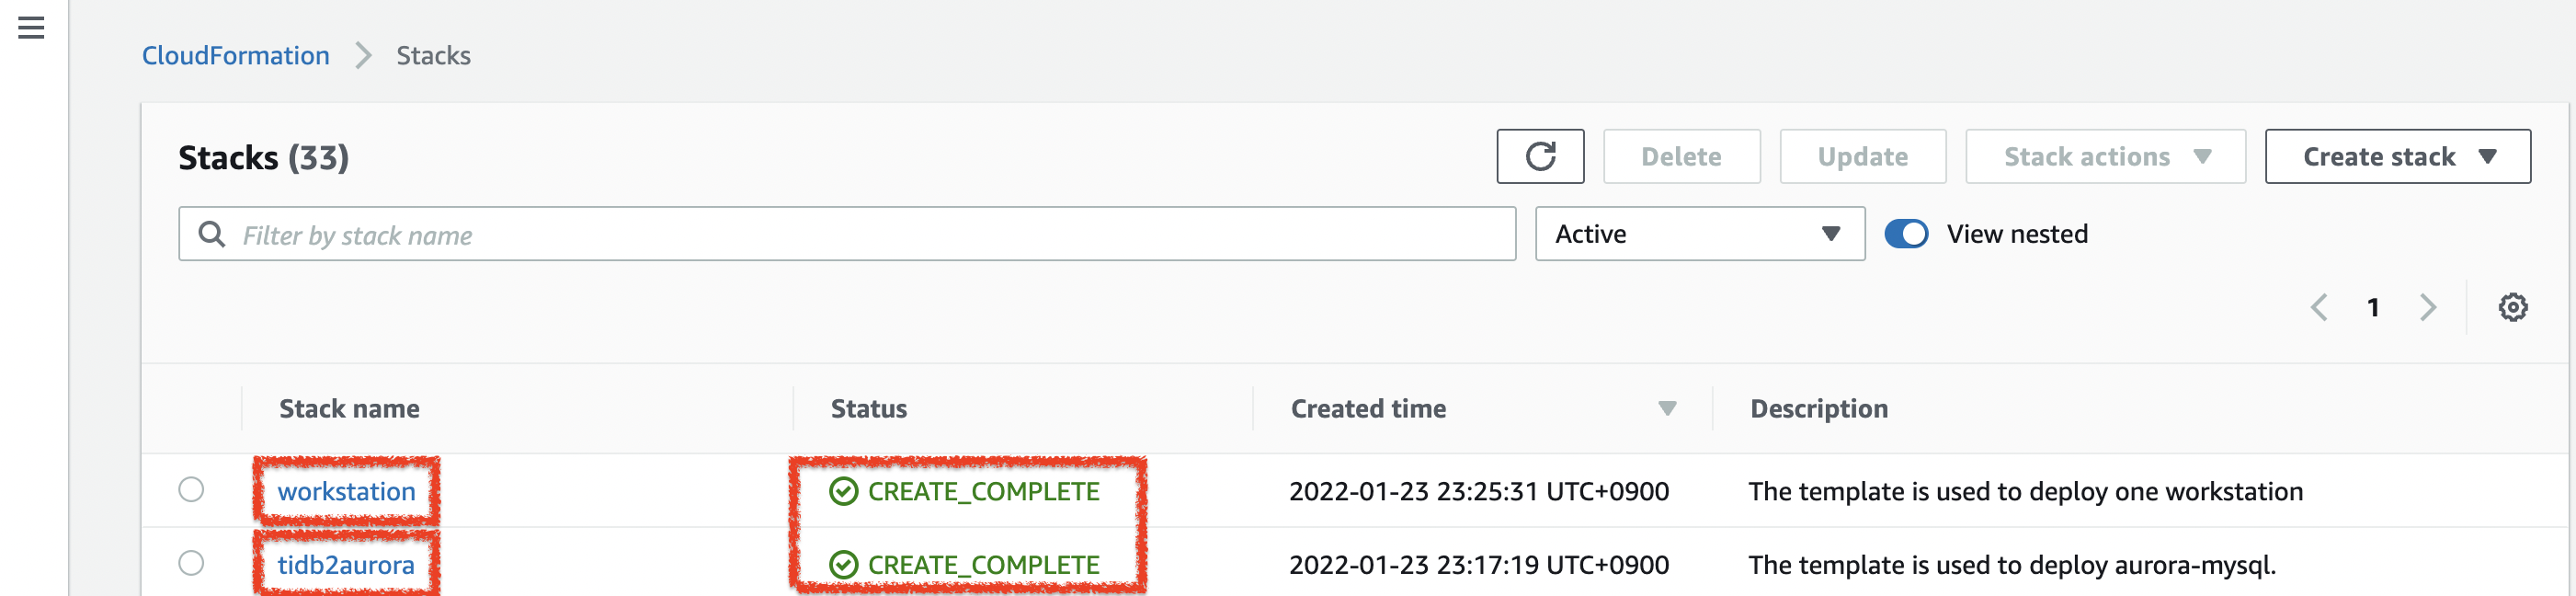 CloudFormation > Stacks
Stacks (33) Delete Update Stack actions Create stack
Filter by stack name Active View nested
1
Stack name Status Created time Description
workstation CREATE_COMPLETE 2022-01-23 23:25:31 UTC+0900 The template is used to deploy one workstation
tidb2aurora CREATE_COMPLETE 2022-01-23 23:17:19 UTC+0900 The template is used to deploy aurora-mysql.